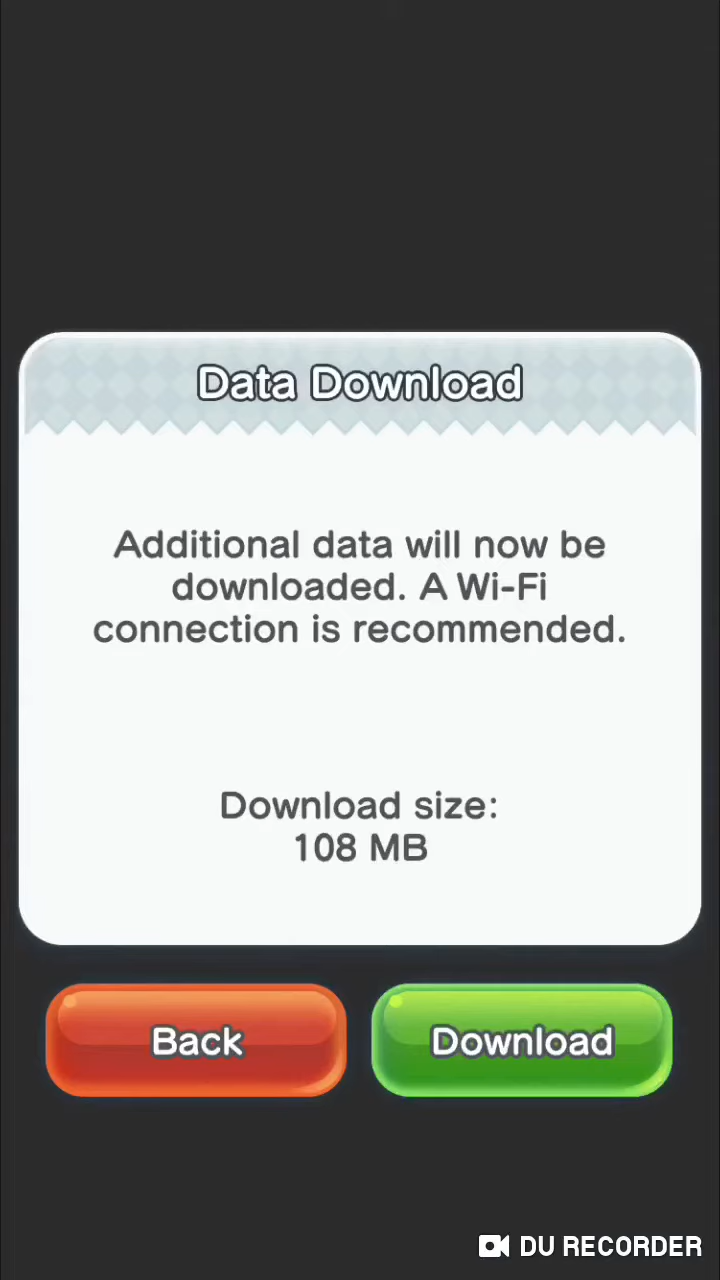 Data Download
Additional data will now be
downloaded. A Wi-Fi
connection is recommended.
Download size:
108 MB
Back
Download
DU RECORDER